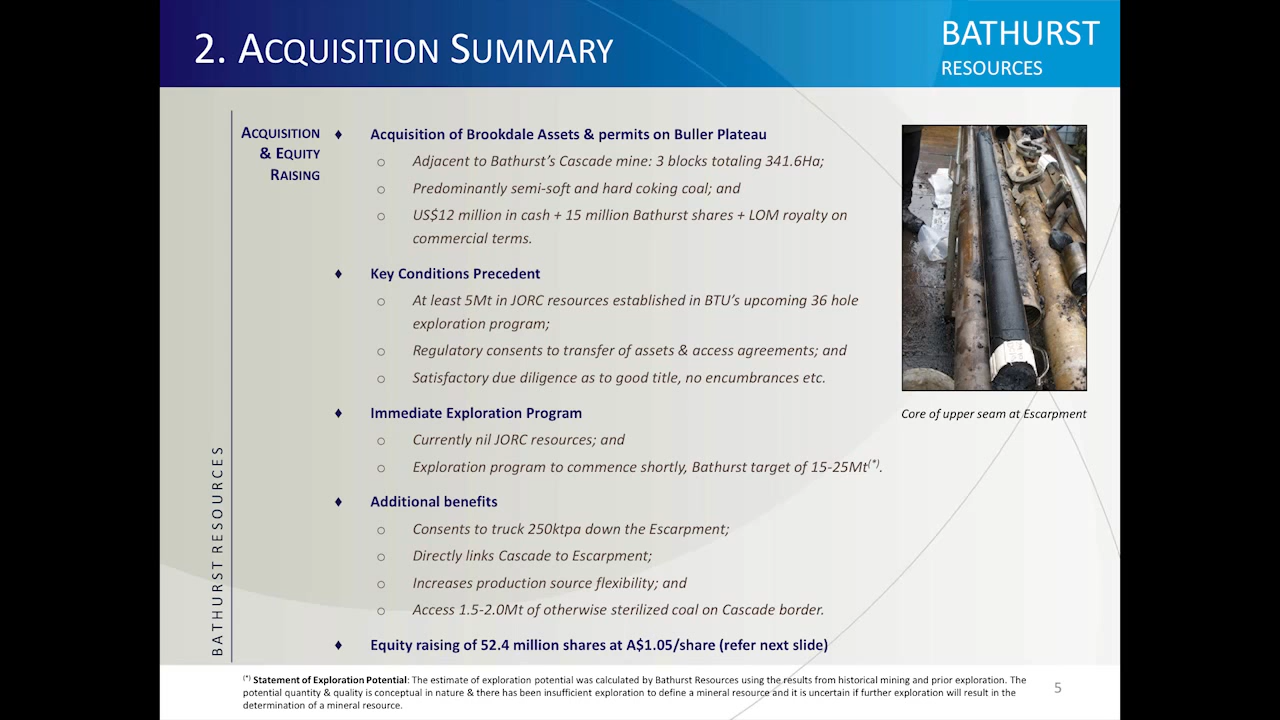 2. ACQUISITION SUMMARY
BATHURST
RESOURCES
ACQUISITION
& EQUITY
RAISING
♦ Acquisition of Brookdale Assets & permits on Buller Plateau
o Adjacent to Bathurst’s Cascade mine: 3 blocks totaling 341.6Ha;
o Predominantly semi-soft and hard coking coal; and
o US$12 million in cash + 15 million Bathurst shares + LOM royalty on
commercial terms.
♦ Key Conditions Precedent
o At least 5Mt in JORC resources established in BTU’s upcoming 36 hole
exploration program;
o Regulatory consents to transfer of assets & access agreements; and
o Satisfactory due diligence as to good title, no encumbrances etc.
♦ Immediate Exploration Program
o Currently nil JORC resources; and
o Exploration program to commence shortly, Bathurst target of 15-25Mt(*).
♦ Additional benefits
o Consents to truck 250ktpa down the Escarpment;
o Directly links Cascade to Escarpment;
o Increases production source flexibility; and
o Access 1.5-2.0Mt of otherwise sterilized coal on Cascade border.
♦ Equity raising of 52.4 million shares at A$1.05/share (refer next slide)
Core of upper seam at Escarpment
BATHURST RESOURCES
(*) Statement of Exploration Potential: The estimate of exploration potential was calculated by Bathurst Resources using the results from historical mining and prior exploration. The
potential quantity & quality is conceptual in nature & there has been insufficient exploration to define a mineral resource and it is uncertain if further exploration will result in the
determination of a mineral resource.
5